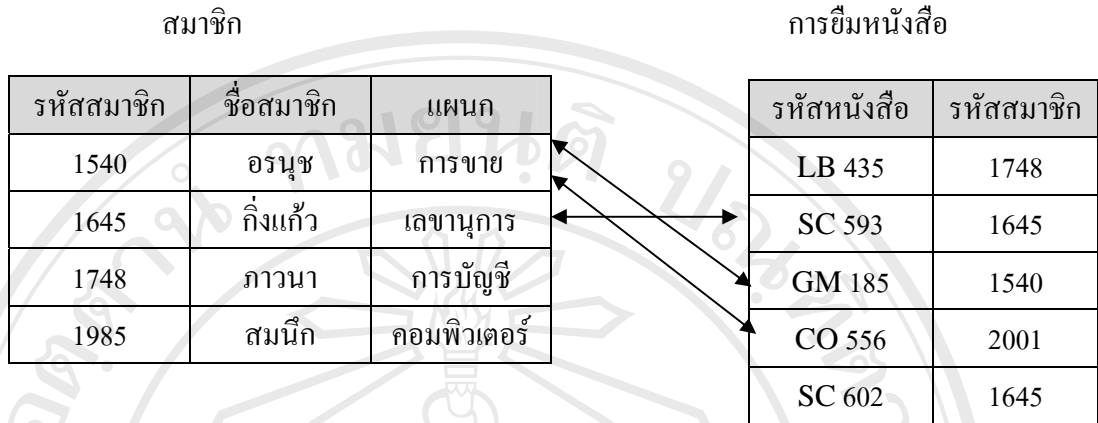 สมาชิก การยืมหนังสือ
รหัสสมาชิก ชื่อสมาชิก แผนก รหัสหนังสือ รหัสสมาชิก
1540 อรนุช การขาย LB 435 1748
1645 กิ่งแก้ว เลขานุการ SC 593 1645
1748 ภาวนา การบัญชี GM 185 1540
1985 สมนึก คอมพิวเตอร์ CO 556 2001
SC 602 1645